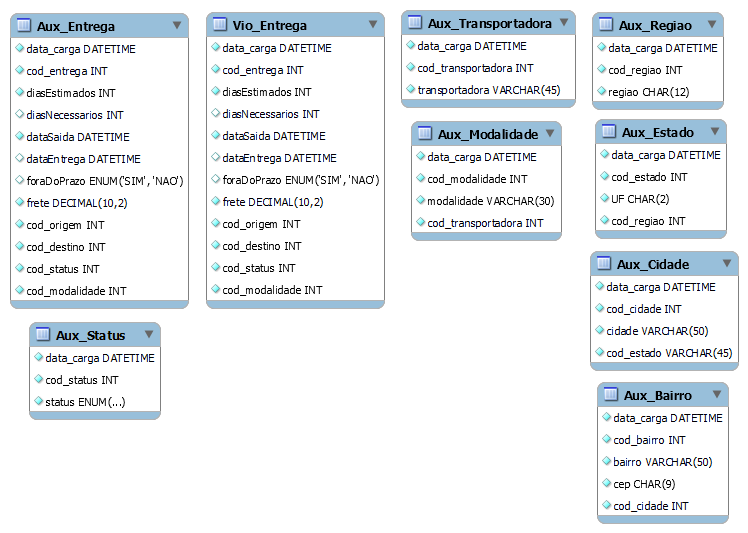 Aux_Entrega
data_carga DATETIME
cod_entrega INT
diasEstimados INT
diasNecessarios INT
dataSaida DATETIME
dataEntrega DATETIME
foraDoPrazo ENUM('SIM', 'NAO')
frete DECIMAL(10,2)
cod_origem INT
cod_destino INT
cod_status INT
cod_modalidade INT
Vio_Entrega
data_carga DATETIME
cod_entrega INT
diasEstimados INT
diasNecessarios INT
dataSaida DATETIME
dataEntrega DATETIME
foraDoPrazo ENUM('SIM', 'NAO')
frete DECIMAL(10,2)
cod_origem INT
cod_destino INT
cod_status INT
cod_modalidade INT
Aux_Transportadora
data_carga DATETIME
cod_transportadora INT
transportadora VARCHAR(45)
Aux_Regiao
data_carga DATETIME
cod_regiao INT
regiao CHAR(12)
Aux_Modalidade
data_carga DATETIME
cod_modalidade INT
modalidade VARCHAR(30)
cod_transportadora INT
Aux_Estado
data_carga DATETIME
cod_estado INT
UF CHAR(2)
cod_regiao INT
Aux_Cidade
data_carga DATETIME
cod_cidade INT
cidade VARCHAR(50)
cod_estado VARCHAR(45)
Aux_Status
data_carga DATETIME
cod_status INT
status ENUM(...)
Aux_Bairro
data_carga DATETIME
cod_bairro INT
bairro VARCHAR(50)
cep CHAR(9)
cod_cidade INT